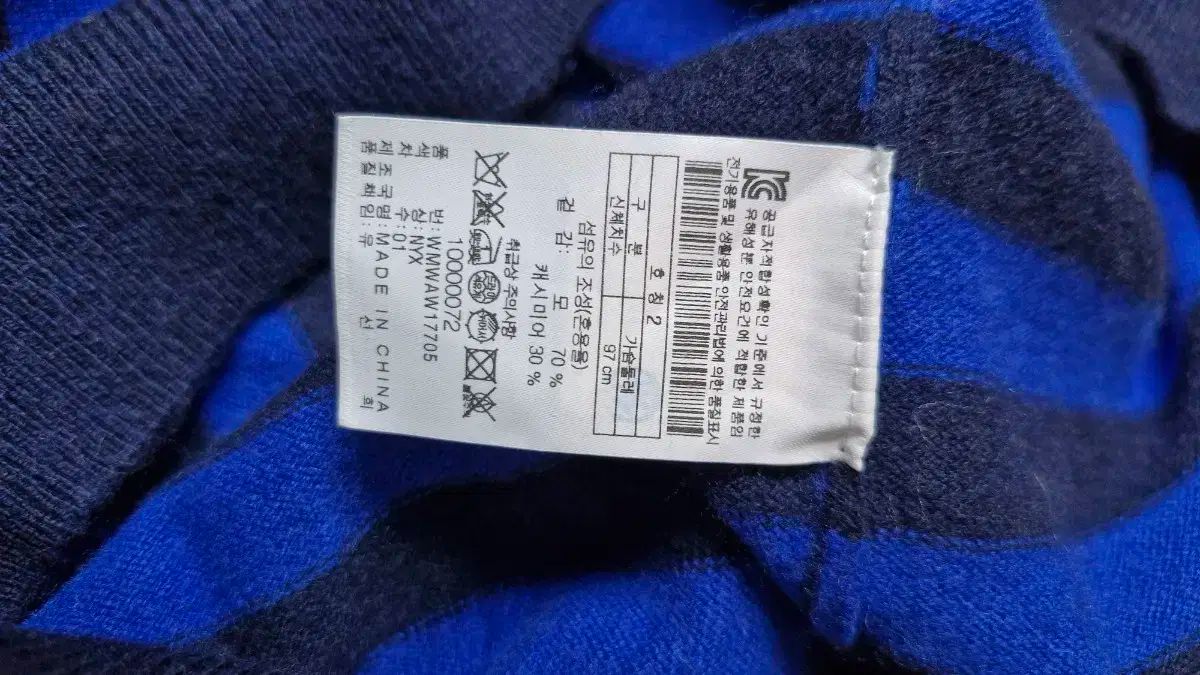 KC 공급자적합성확인 기준에서 규정한
유해성분 안전요건에 적합한 제품임
전기용품 및 생활용품 안전관리법에 의한 품질표시
호 칭 2
구 분 가슴둘레
신체치수 97 cm
섬유의 조성(혼용율)
겉 감: 모 70 %
캐시미어 30 %
취급상 주의사항
10000072
품 번: WMWAW17705
색 상: NYX
차 수: 01
제 조 국 명: MADE IN CHINA
품 질 책 임: 유 신 희